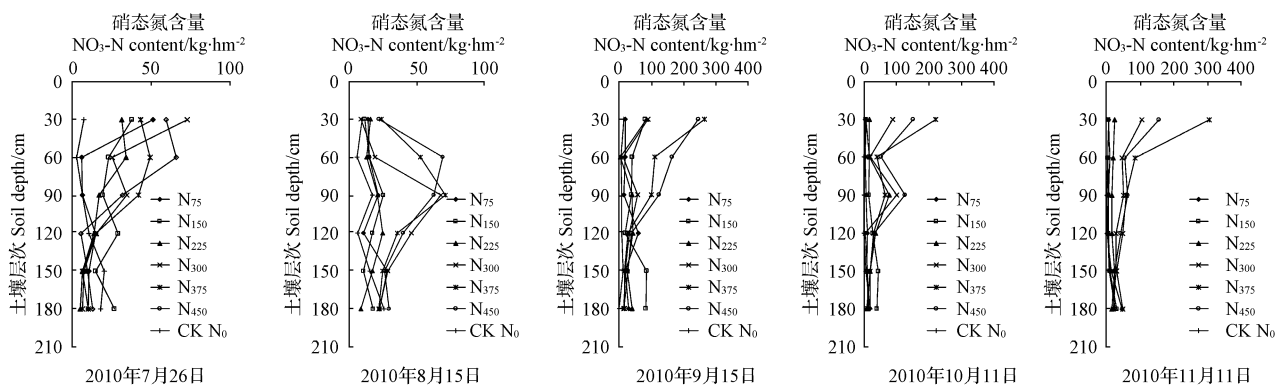 硝态氮含量
NO₃-N content/kg·hm⁻²
0 50 100
0
30
60
90
120
150
180
210
土壤层次 Soil depth/cm
N₇₅
N₁₅₀
N₂₂₅
N₃₀₀
N₃₇₅
N₄₅₀
CK N₀
2010年7月26日
硝态氮含量
NO₃-N content/kg·hm⁻²
0 50 100
0
30
60
90
120
150
180
210
土壤层次 Soil depth/cm
N₇₅
N₁₅₀
N₂₂₅
N₃₀₀
N₃₇₅
N₄₅₀
CK N₀
2010年8月15日
硝态氮含量
NO₃-N content/kg·hm⁻²
0 100 200 300 400
0
30
60
90
120
150
180
210
土壤层次 Soil depth/cm
N₇₅
N₁₅₀
N₂₂₅
N₃₀₀
N₃₇₅
N₄₅₀
CK N₀
2010年9月15日
硝态氮含量
NO₃-N content/kg·hm⁻²
0 100 200 300 400
0
30
60
90
120
150
180
210
土壤层次 Soil depth/cm
N₇₅
N₁₅₀
N₂₂₅
N₃₀₀
N₃₇₅
N₄₅₀
CK N₀
2010年10月11日
硝态氮含量
NO₃-N content/kg·hm⁻²
0 100 200 300 400
0
30
60
90
120
150
180
210
土壤层次 Soil depth/cm
N₇₅
N₁₅₀
N₂₂₅
N₃₀₀
N₃₇₅
N₄₅₀
CK N₀
2010年11月11日